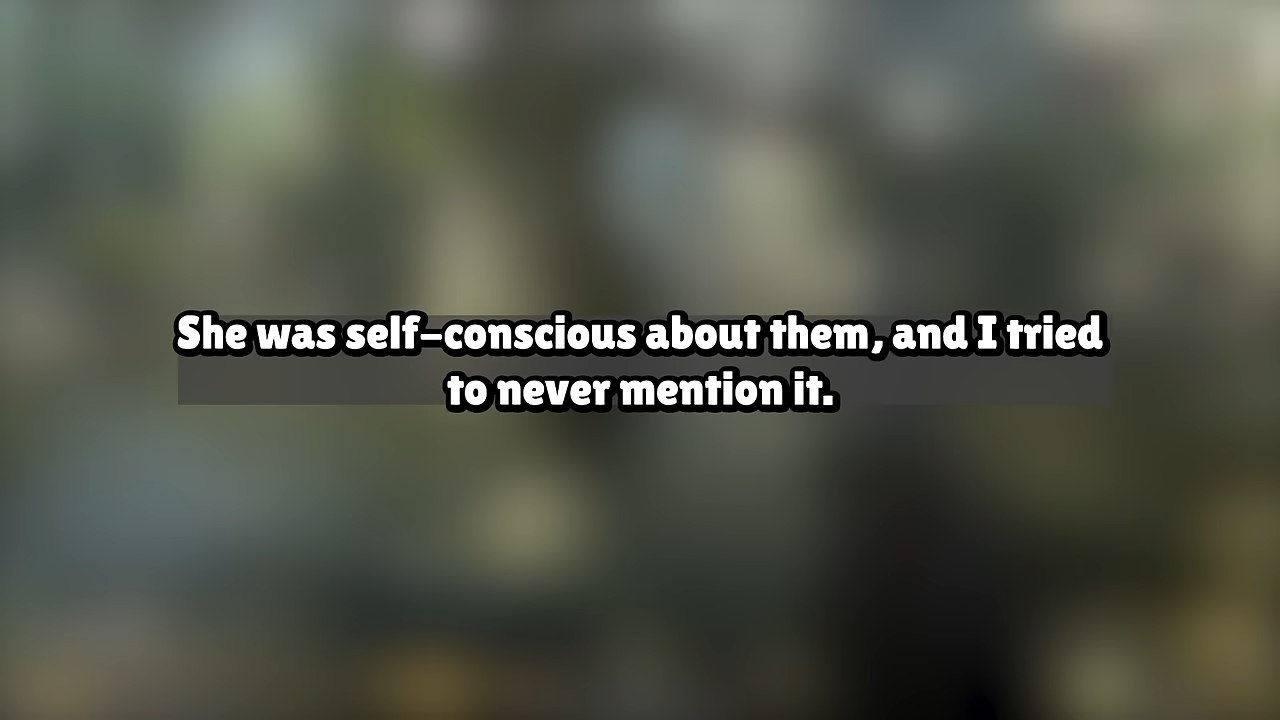 She was self-conscious about them, and I tried
to never mention it.